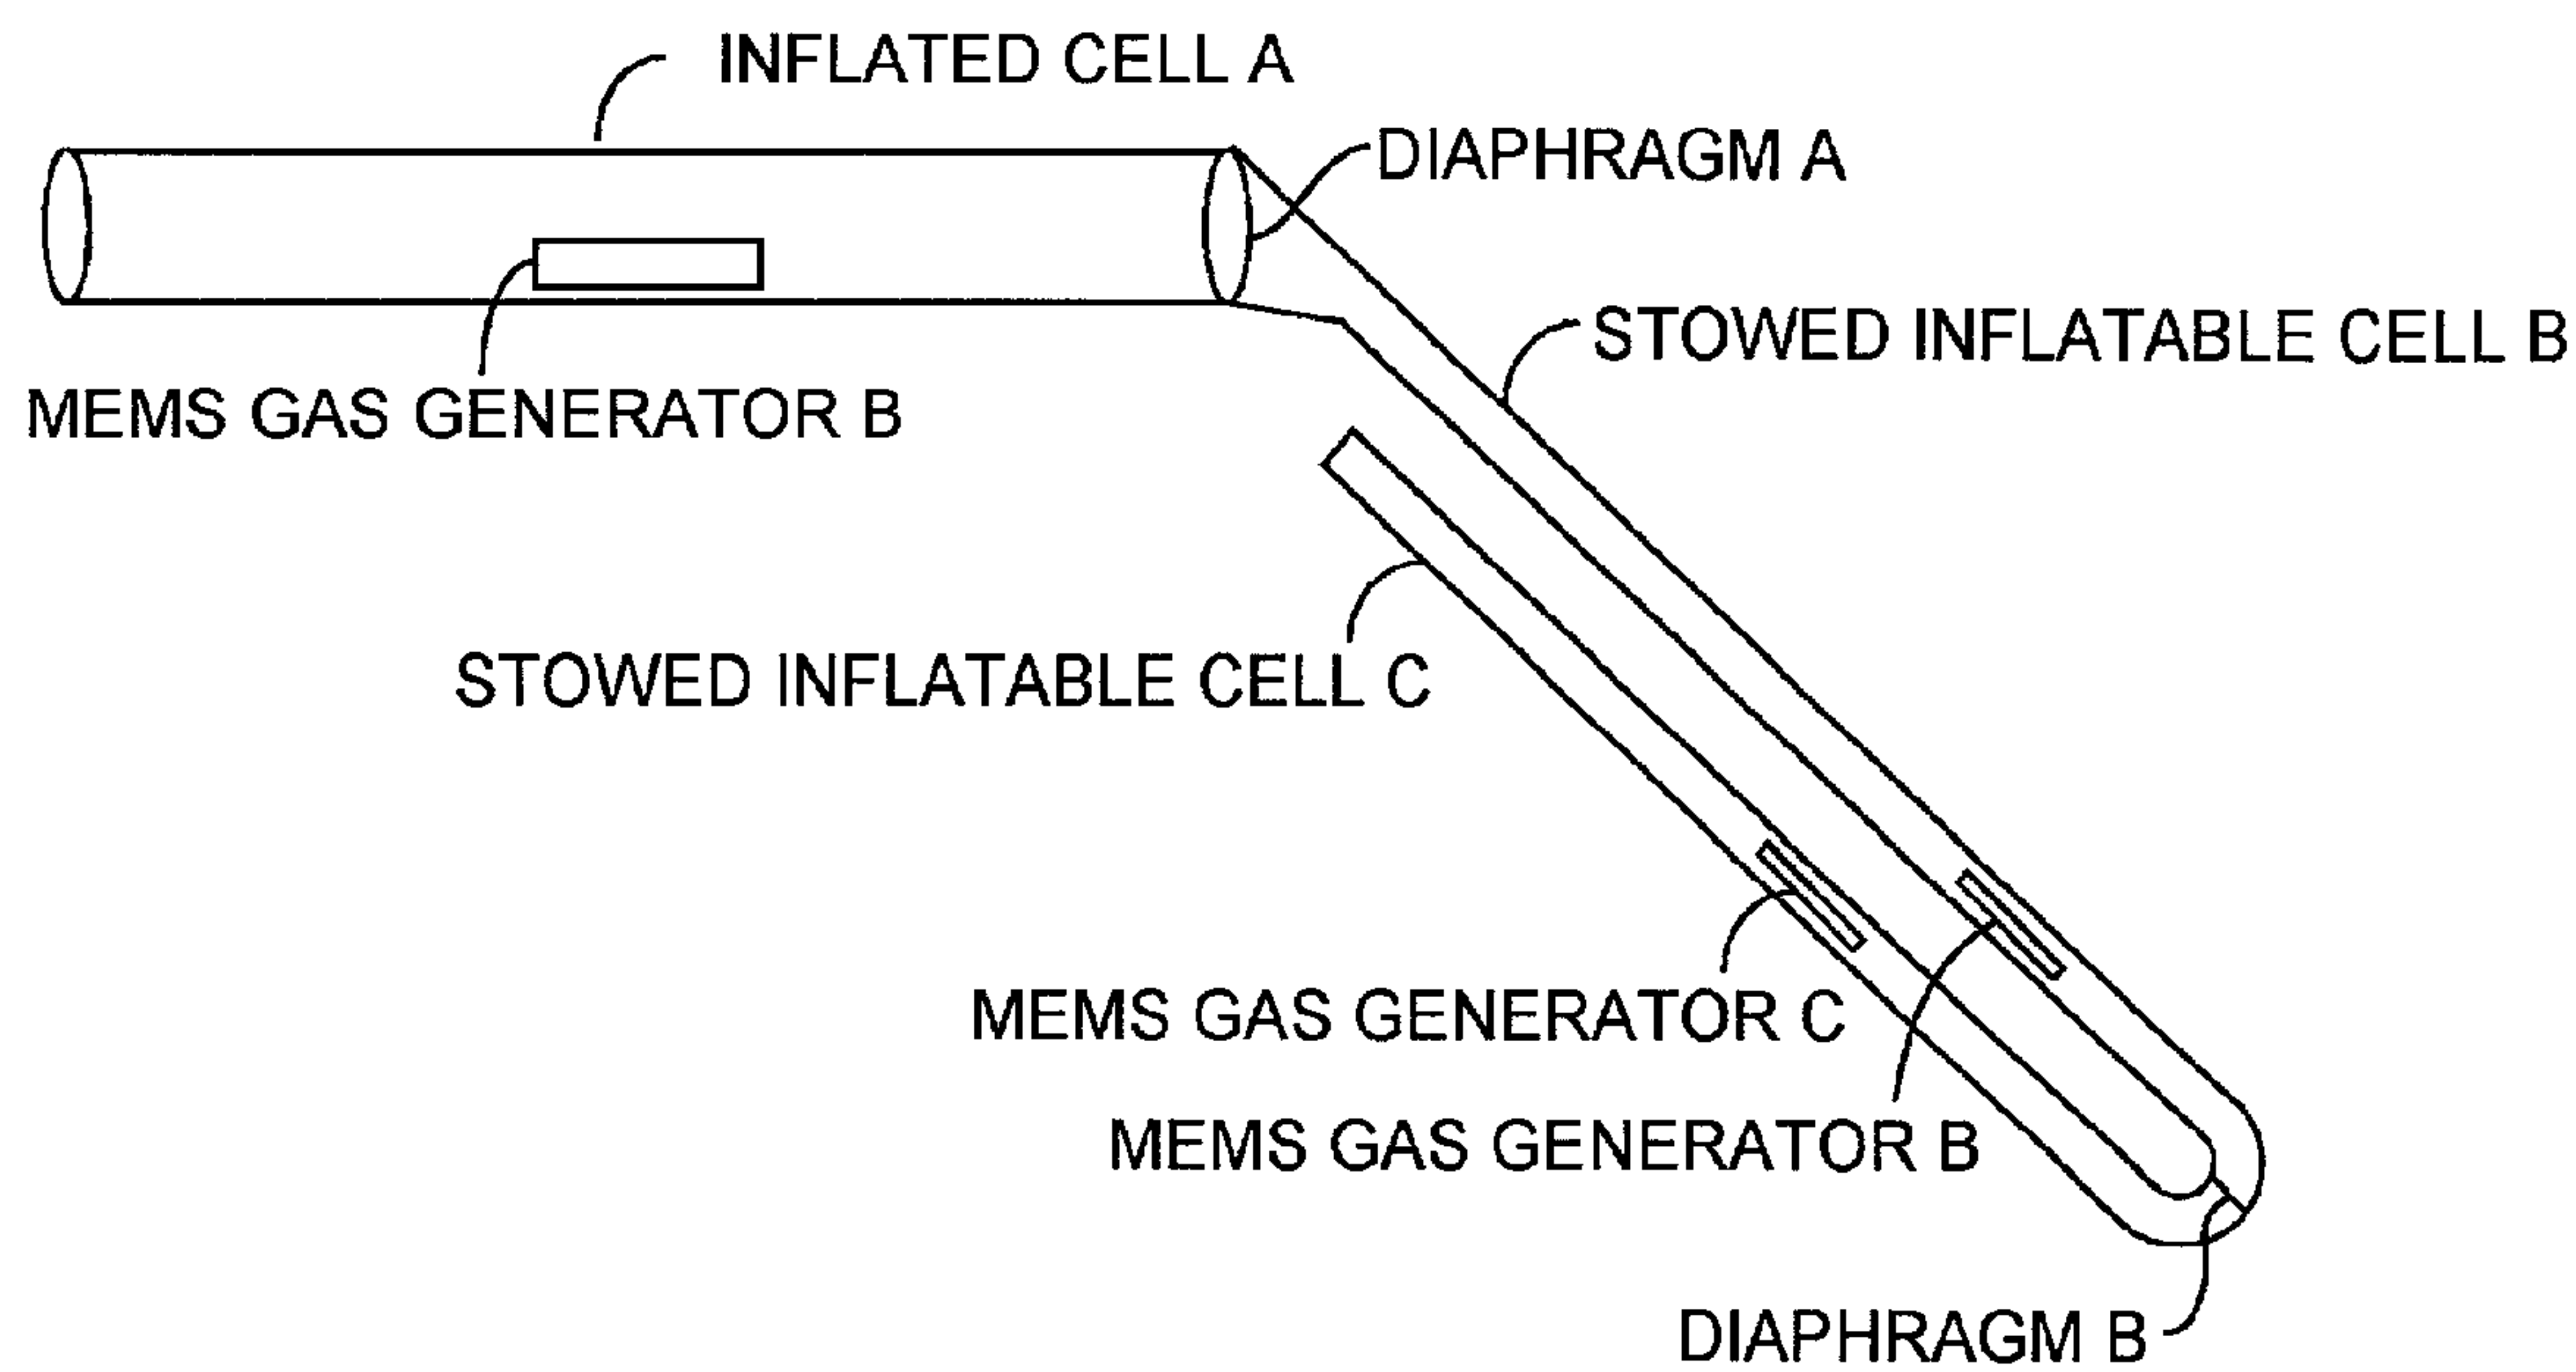 INFLATED CELL A
DIAPHRAGM A
STOWED INFLATABLE CELL B
MEMS GAS GENERATOR B
STOWED INFLATABLE CELL C
MEMS GAS GENERATOR C
MEMS GAS GENERATOR B
DIAPHRAGM B